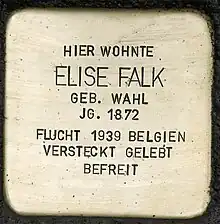 HIER WOHNTE
ELISE FALK
GEB. WAHL
JG. 1872
FLUCHT 1939 BELGIEN
VERSTECKT GELEBT
BEFREIT